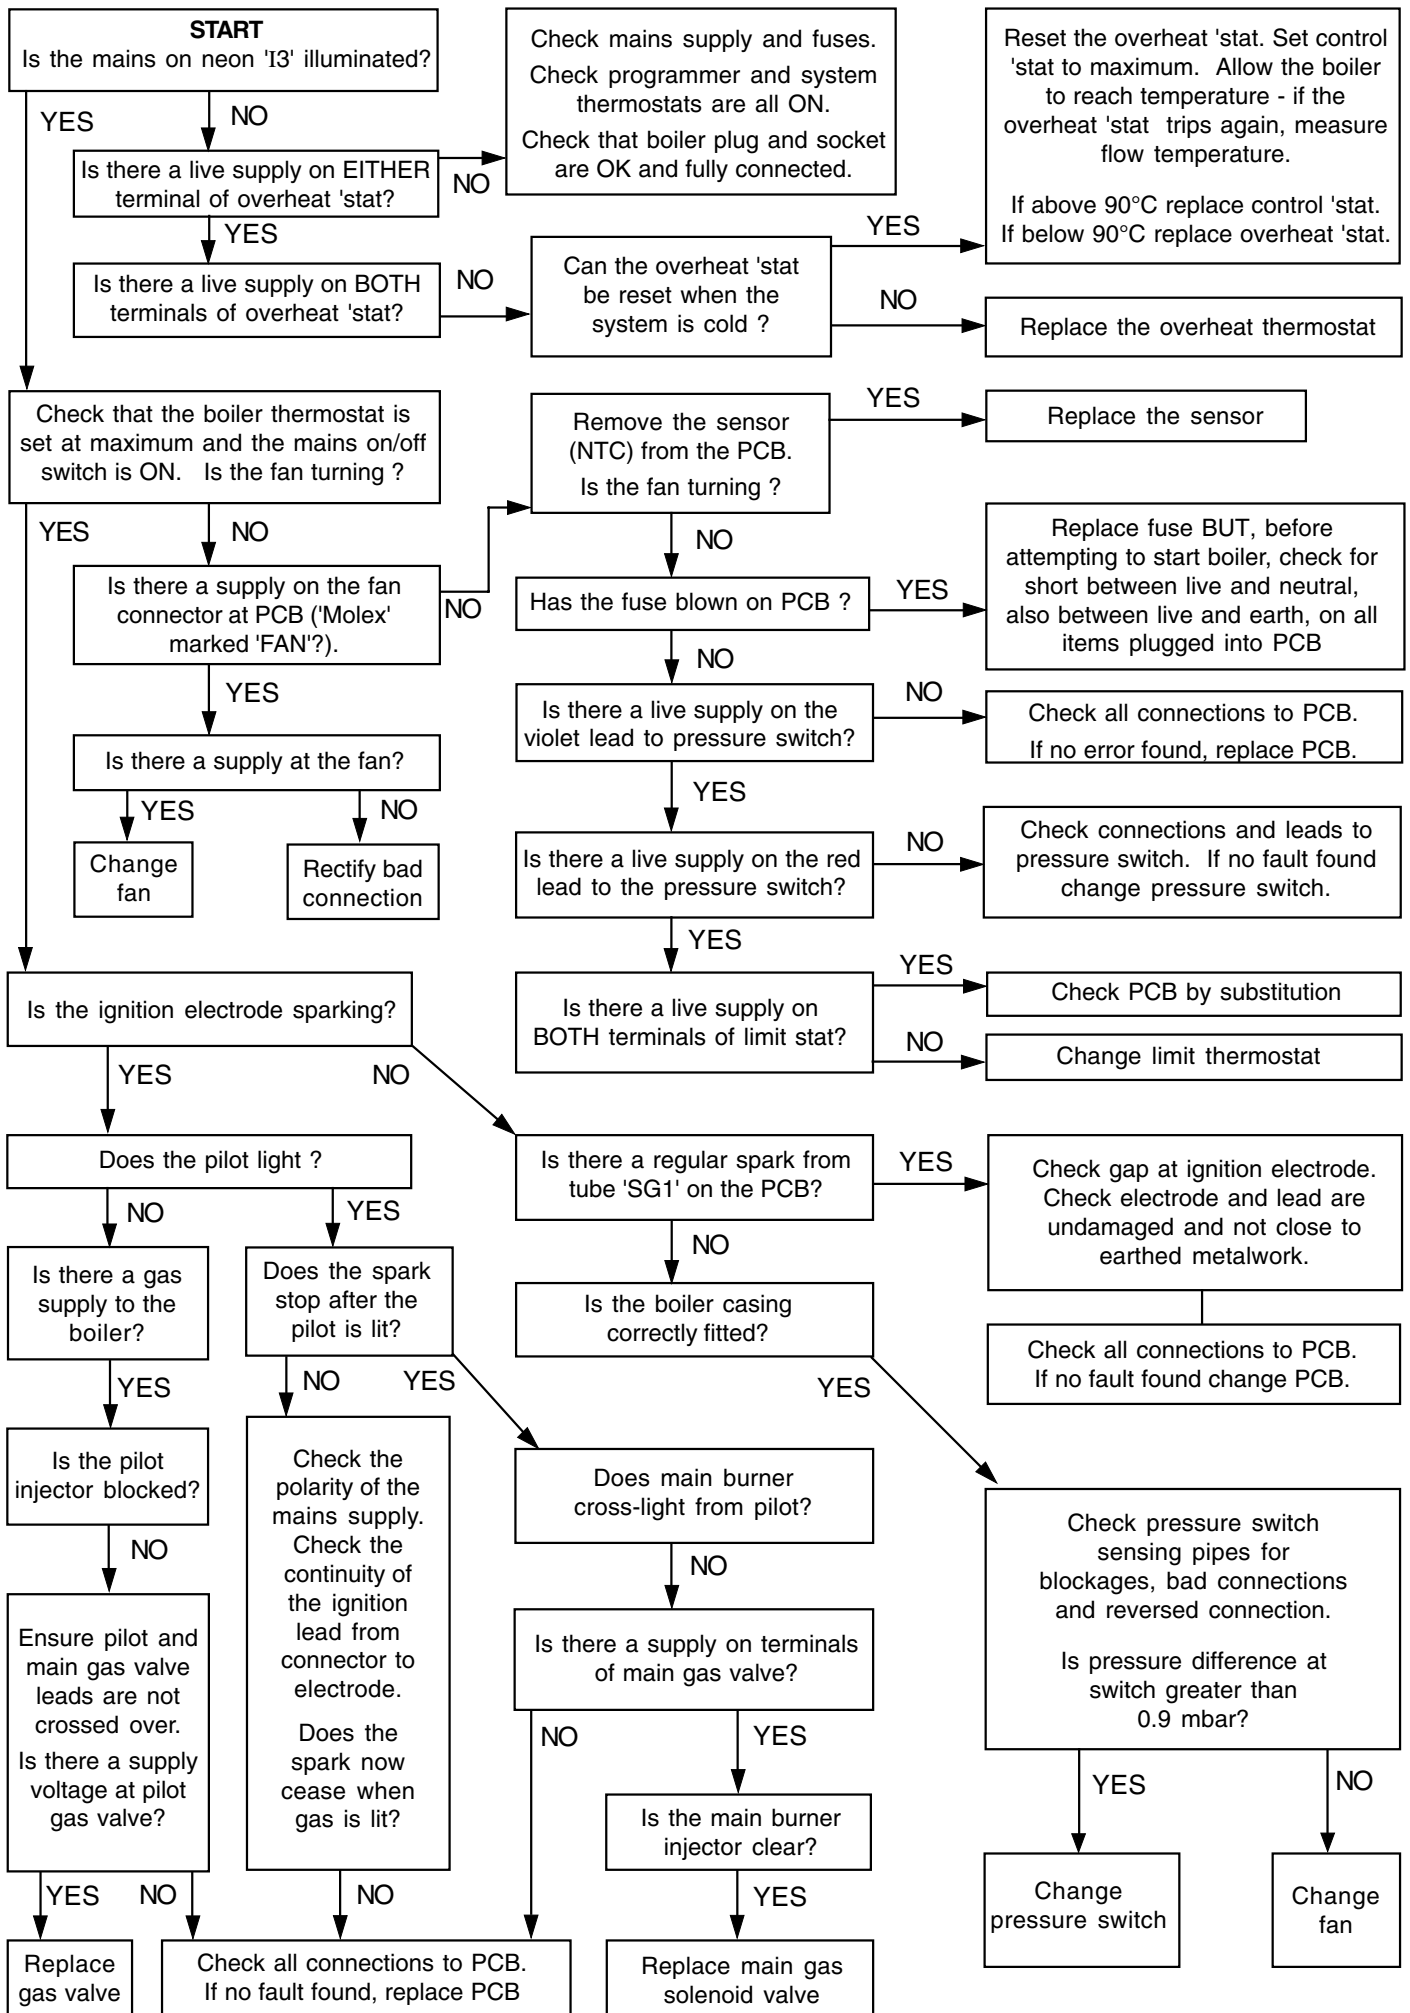 START
Is the mains on neon 'I3' illuminated?
YES
NO
Is there a live supply on EITHER
terminal of overheat 'stat?
NO
Check mains supply and fuses.
Check programmer and system
thermostats are all ON.
Check that boiler plug and socket
are OK and fully connected.
YES
Is there a live supply on BOTH
terminals of overheat 'stat?
NO
Can the overheat 'stat
be reset when the
system is cold ?
YES
Reset the overheat 'stat. Set control
'stat to maximum. Allow the boiler
to reach temperature - if the
overheat 'stat trips again, measure
flow temperature.
If above 90°C replace control 'stat.
If below 90°C replace overheat 'stat.
NO
Replace the overheat thermostat
Check that the boiler thermostat is
set at maximum and the mains on/off
switch is ON. Is the fan turning ?
YES
NO
Is there a supply on the fan
connector at PCB ('Molex'
marked 'FAN'?).
NO
YES
Is there a supply at the fan?
YES
NO
Change
fan
Rectify bad
connection
Remove the sensor
(NTC) from the PCB.
Is the fan turning ?
YES
Replace the sensor
NO
Has the fuse blown on PCB ?
YES
Replace fuse BUT, before
attempting to start boiler, check for
short between live and neutral,
also between live and earth, on all
items plugged into PCB
NO
Is there a live supply on the
violet lead to pressure switch?
NO
Check all connections to PCB.
If no error found, replace PCB.
YES
Is there a live supply on the red
lead to the pressure switch?
NO
Check connections and leads to
pressure switch. If no fault found
change pressure switch.
YES
Is there a live supply on
BOTH terminals of limit stat?
YES
Check PCB by substitution
NO
Change limit thermostat
Is the ignition electrode sparking?
YES
NO
Does the pilot light ?
NO
YES
Is there a gas
supply to the
boiler?
YES
Is the pilot
injector blocked?
NO
Ensure pilot and
main gas valve
leads are not
crossed over.
Is there a supply
voltage at pilot
gas valve?
YES
NO
Replace
gas valve
Does the spark
stop after the
pilot is lit?
NO
YES
Check the
polarity of the
mains supply.
Check the
continuity of
the ignition
lead from
connector to
electrode.
Does the
spark now
cease when
gas is lit?
NO
Check all connections to PCB.
If no fault found, replace PCB
Is there a regular spark from
tube 'SG1' on the PCB?
YES
Check gap at ignition electrode.
Check electrode and lead are
undamaged and not close to
earthed metalwork.
Check all connections to PCB.
If no fault found change PCB.
NO
Is the boiler casing
correctly fitted?
YES
Does main burner
cross-light from pilot?
NO
Is there a supply on terminals
of main gas valve?
NO
YES
Is the main burner
injector clear?
YES
Replace main gas
solenoid valve
Check pressure switch
sensing pipes for
blockages, bad connections
and reversed connection.
Is pressure difference at
switch greater than
0.9 mbar?
YES
NO
Change
pressure switch
Change
fan